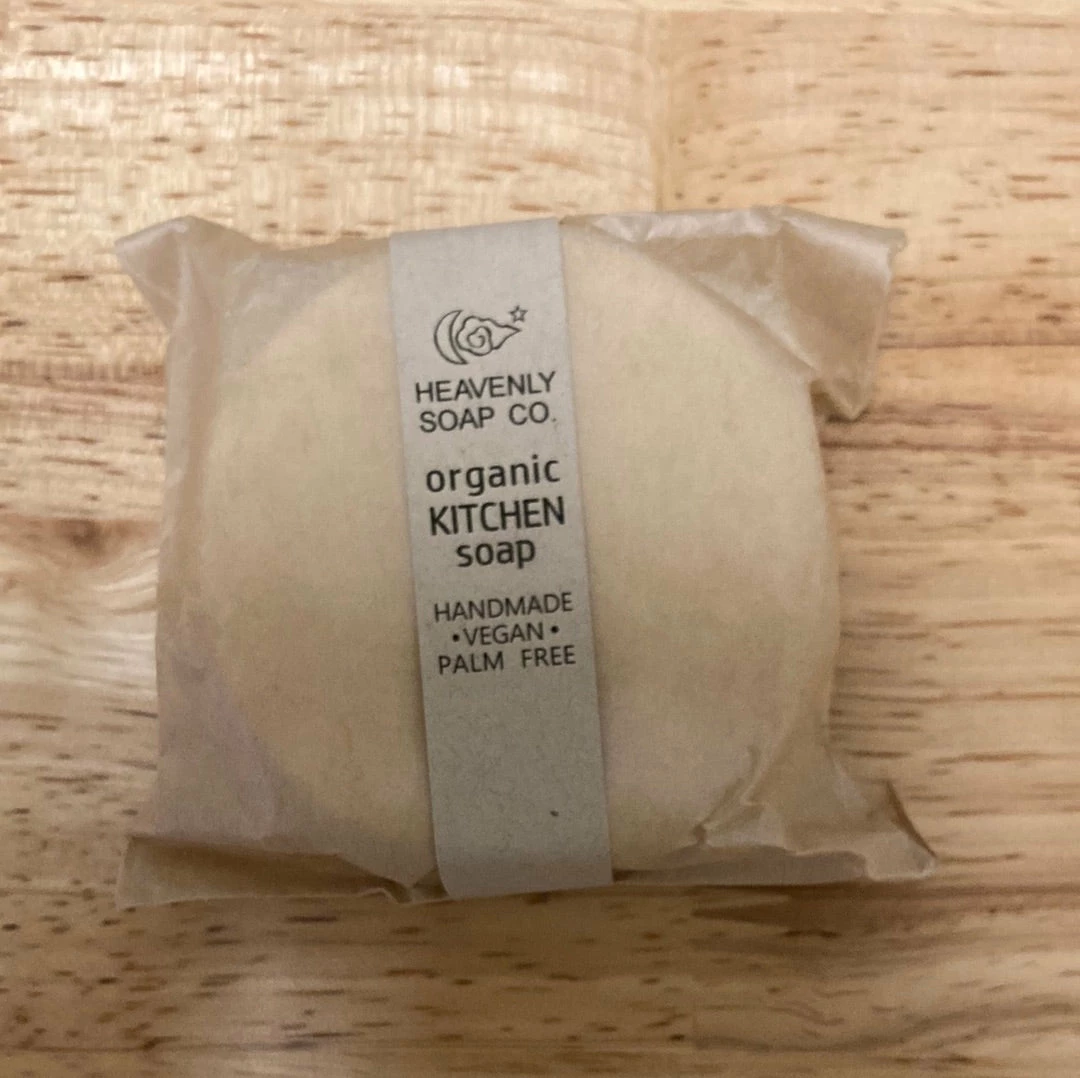 HEAVENLY
SOAP CO.
organic
KITCHEN
soap
HANDMADE
•VEGAN•
PALM FREE